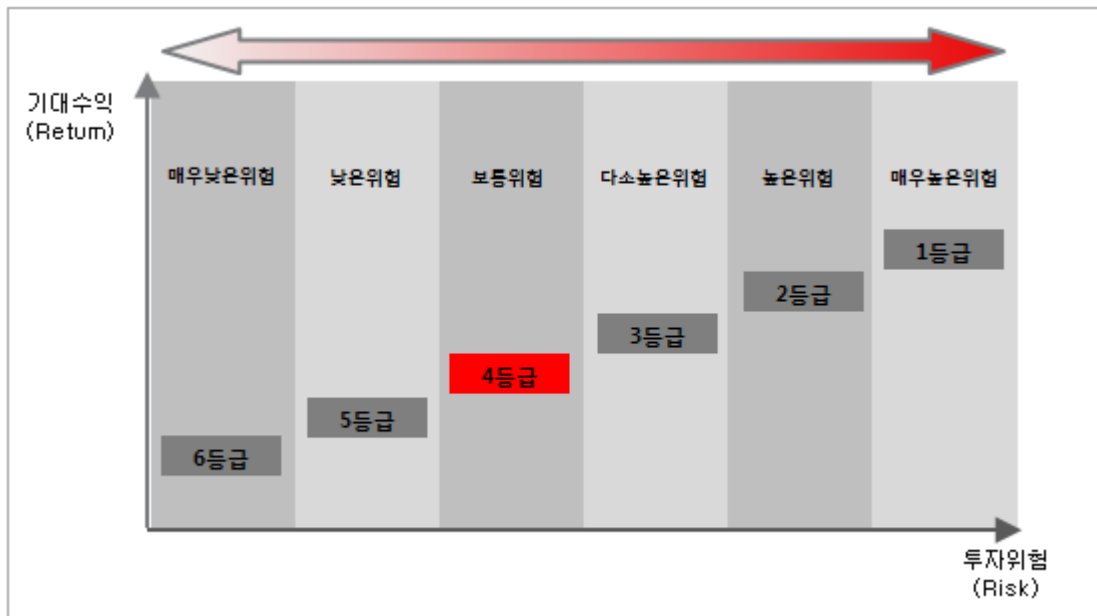 기대수익
(Retum)
매우낮은위험 낮은위험 보통위험 다소높은위험 높은위험 매우높은위험
1등급
2등급
3등급
4등급
5등급
6등급
투자위험
(Risk)